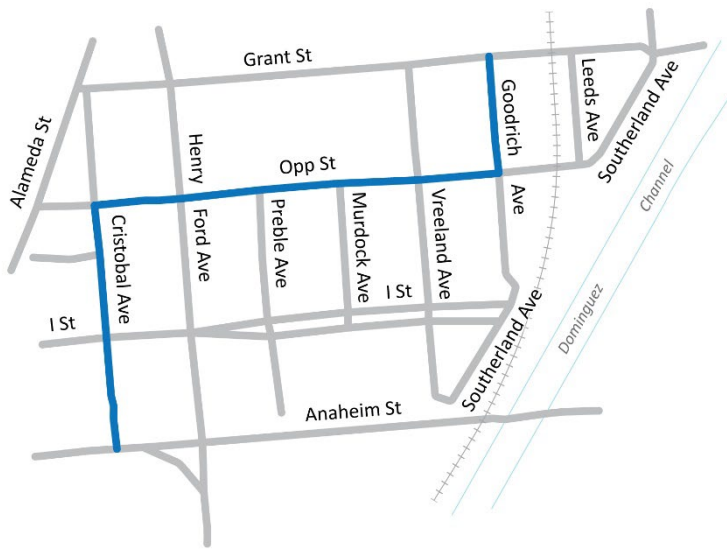 Grant St
Alameda St
Henry
Ford Ave
Goodrich
Ave
Leeds Ave
Southerland Ave
Opp St
Channel
Dominguez
Cristobal Ave
Preble Ave
Murdock Ave
Vreeland Ave
I St
I St
Southerland Ave
Anaheim St